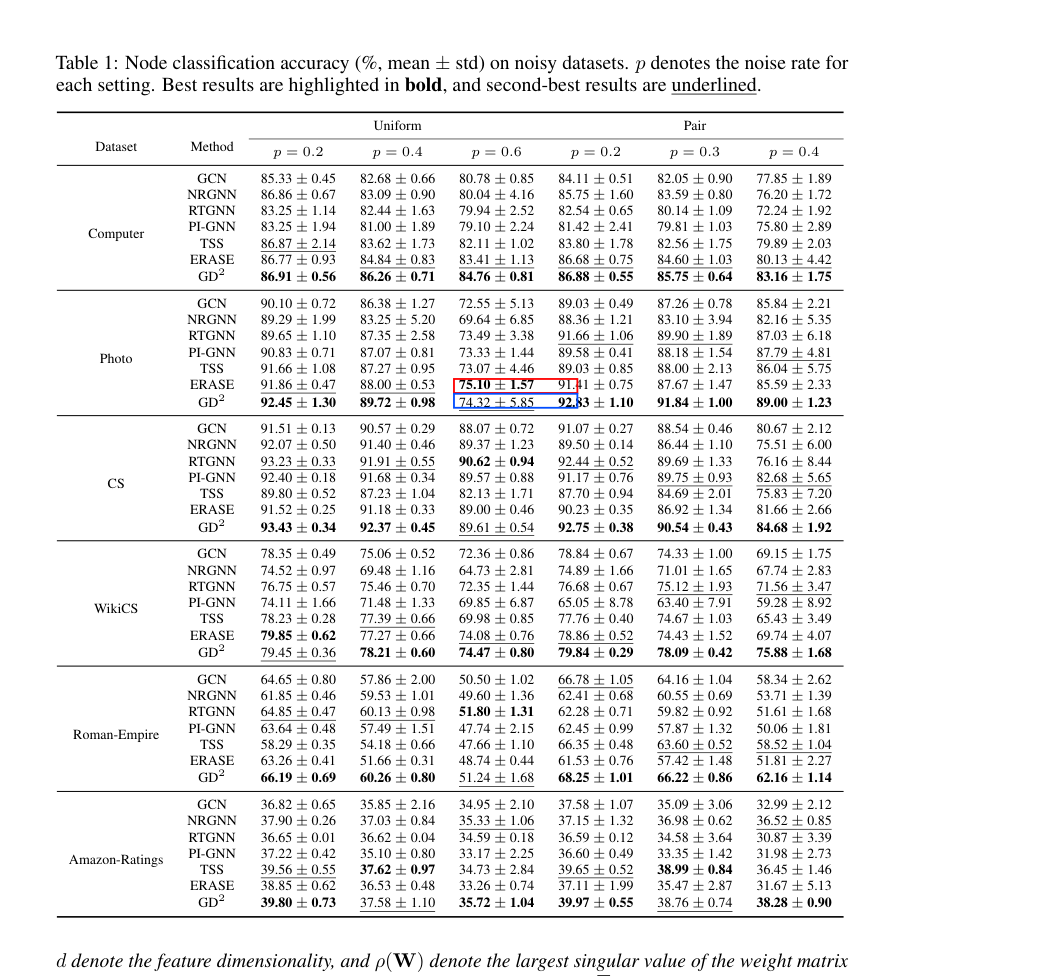 Table 1: Node classification accuracy (%, mean ± std) on noisy datasets. p denotes the noise rate for
each setting. Best results are highlighted in bold, and second-best results are underlined.
Dataset Method Uniform Pair
p = 0.2 p = 0.4 p = 0.6 p = 0.2 p = 0.3 p = 0.4
Computer
GCN 85.33 ± 0.45 82.68 ± 0.66 80.78 ± 0.85 84.11 ± 0.51 82.05 ± 0.90 77.85 ± 1.89
NRGNN 86.86 ± 0.67 83.09 ± 0.90 80.04 ± 4.16 85.75 ± 1.60 83.59 ± 0.80 76.20 ± 1.72
RTGNN 83.25 ± 1.14 82.44 ± 1.63 79.94 ± 2.52 82.54 ± 0.65 80.14 ± 1.09 72.24 ± 1.92
PI-GNN 83.25 ± 1.94 81.00 ± 1.89 79.10 ± 2.24 81.42 ± 2.41 79.81 ± 1.03 75.80 ± 2.89
TSS 86.87 ± 2.14 83.62 ± 1.73 82.11 ± 1.02 83.80 ± 1.78 82.56 ± 1.75 79.89 ± 2.03
ERASE 86.77 ± 0.93 84.84 ± 0.83 83.41 ± 1.13 86.68 ± 0.75 84.60 ± 1.03 80.13 ± 4.42
GD² 86.91 ± 0.56 86.26 ± 0.71 84.76 ± 0.81 86.88 ± 0.55 85.75 ± 0.64 83.16 ± 1.75
Photo
GCN 90.10 ± 0.72 86.38 ± 1.27 72.55 ± 5.13 89.03 ± 0.49 87.26 ± 0.78 85.84 ± 2.21
NRGNN 89.29 ± 1.99 83.25 ± 5.20 69.64 ± 6.85 88.36 ± 1.21 83.10 ± 3.94 82.16 ± 5.35
RTGNN 89.65 ± 1.10 87.35 ± 2.58 73.49 ± 3.38 91.66 ± 1.06 89.90 ± 1.89 87.03 ± 6.18
PI-GNN 90.83 ± 0.71 87.07 ± 0.81 73.33 ± 1.44 89.58 ± 0.41 88.18 ± 1.54 87.79 ± 4.81
TSS 91.66 ± 1.08 87.27 ± 0.95 73.07 ± 4.46 89.03 ± 0.85 88.00 ± 2.13 86.04 ± 5.75
ERASE 91.86 ± 0.47 88.00 ± 0.53 75.10 ± 1.57 91.41 ± 0.75 87.67 ± 1.47 85.59 ± 2.33
GD² 92.45 ± 1.30 89.72 ± 0.98 74.32 ± 5.85 92.83 ± 1.10 91.84 ± 1.00 89.00 ± 1.23
CS
GCN 91.51 ± 0.13 90.57 ± 0.29 88.07 ± 0.72 91.07 ± 0.27 88.54 ± 0.46 80.67 ± 2.12
NRGNN 92.07 ± 0.50 91.40 ± 0.46 89.37 ± 1.23 89.50 ± 0.14 86.44 ± 1.10 75.51 ± 6.00
RTGNN 93.23 ± 0.33 91.91 ± 0.55 90.62 ± 0.94 92.44 ± 0.52 89.69 ± 1.33 76.16 ± 8.44
PI-GNN 92.40 ± 0.18 91.68 ± 0.34 89.57 ± 0.88 91.17 ± 0.76 89.75 ± 0.93 82.68 ± 5.65
TSS 89.80 ± 0.52 87.23 ± 1.04 82.13 ± 1.71 87.70 ± 0.94 84.69 ± 2.01 75.83 ± 7.20
ERASE 91.52 ± 0.25 91.18 ± 0.33 89.00 ± 0.46 90.23 ± 0.35 86.92 ± 1.34 81.66 ± 2.66
GD² 93.43 ± 0.34 92.37 ± 0.45 89.61 ± 0.54 92.75 ± 0.38 90.54 ± 0.43 84.68 ± 1.92
WikiCS
GCN 78.35 ± 0.49 75.06 ± 0.52 72.36 ± 0.86 78.84 ± 0.67 74.33 ± 1.00 69.15 ± 1.75
NRGNN 74.52 ± 0.97 69.48 ± 1.16 64.73 ± 2.81 74.89 ± 1.66 71.01 ± 1.65 67.74 ± 2.83
RTGNN 76.75 ± 0.57 75.46 ± 0.70 72.35 ± 1.44 76.68 ± 0.67 75.12 ± 1.93 71.56 ± 3.47
PI-GNN 74.11 ± 1.66 71.48 ± 1.33 69.85 ± 6.87 65.05 ± 8.78 63.40 ± 7.91 59.28 ± 8.92
TSS 78.23 ± 0.28 77.39 ± 0.66 69.98 ± 0.85 77.76 ± 0.40 74.67 ± 1.03 65.43 ± 3.49
ERASE 79.85 ± 0.62 77.27 ± 0.66 74.08 ± 0.76 78.86 ± 0.52 74.43 ± 1.52 69.74 ± 4.07
GD² 79.45 ± 0.36 78.21 ± 0.60 74.47 ± 0.80 79.84 ± 0.29 78.09 ± 0.42 75.88 ± 1.68
Roman-Empire
GCN 64.65 ± 0.80 57.86 ± 2.00 50.50 ± 1.02 66.78 ± 1.05 64.16 ± 1.04 58.34 ± 2.62
NRGNN 61.85 ± 0.46 59.53 ± 1.01 49.60 ± 1.36 62.41 ± 0.68 60.55 ± 0.69 53.71 ± 1.39
RTGNN 64.85 ± 0.47 60.13 ± 0.98 51.80 ± 1.31 62.28 ± 0.71 59.82 ± 0.92 51.61 ± 1.68
PI-GNN 63.64 ± 0.48 57.49 ± 1.51 47.74 ± 2.15 62.45 ± 0.99 57.87 ± 1.32 50.06 ± 1.81
TSS 58.29 ± 0.35 54.18 ± 0.66 47.66 ± 1.10 66.35 ± 0.48 63.60 ± 0.52 58.52 ± 1.04
ERASE 63.26 ± 0.41 51.66 ± 0.31 48.74 ± 0.44 61.53 ± 0.76 57.42 ± 1.48 51.81 ± 2.27
GD² 66.19 ± 0.69 60.26 ± 0.80 51.24 ± 1.68 68.25 ± 1.01 66.22 ± 0.86 62.16 ± 1.14
Amazon-Ratings
GCN 36.82 ± 0.65 35.85 ± 2.16 34.95 ± 2.10 37.58 ± 1.07 35.09 ± 3.06 32.99 ± 2.12
NRGNN 37.90 ± 0.26 37.03 ± 0.84 35.33 ± 1.06 37.15 ± 1.32 36.98 ± 0.62 36.52 ± 0.85
RTGNN 36.65 ± 0.01 36.62 ± 0.04 34.59 ± 0.18 36.59 ± 0.12 34.58 ± 3.64 30.87 ± 3.39
PI-GNN 37.22 ± 0.42 35.10 ± 0.80 33.17 ± 2.25 36.60 ± 0.49 33.35 ± 1.42 31.98 ± 2.73
TSS 39.56 ± 0.55 37.62 ± 0.97 34.73 ± 2.84 39.65 ± 0.52 38.99 ± 0.84 36.45 ± 1.46
ERASE 38.85 ± 0.62 36.53 ± 0.48 33.26 ± 0.74 37.11 ± 1.99 35.47 ± 2.87 31.67 ± 5.13
GD² 39.80 ± 0.73 37.58 ± 1.10 35.72 ± 1.04 39.97 ± 0.55 38.76 ± 0.74 38.28 ± 0.90
d denote the feature dimensionality, and ρ(W) denote the largest singular value of the weight matrix